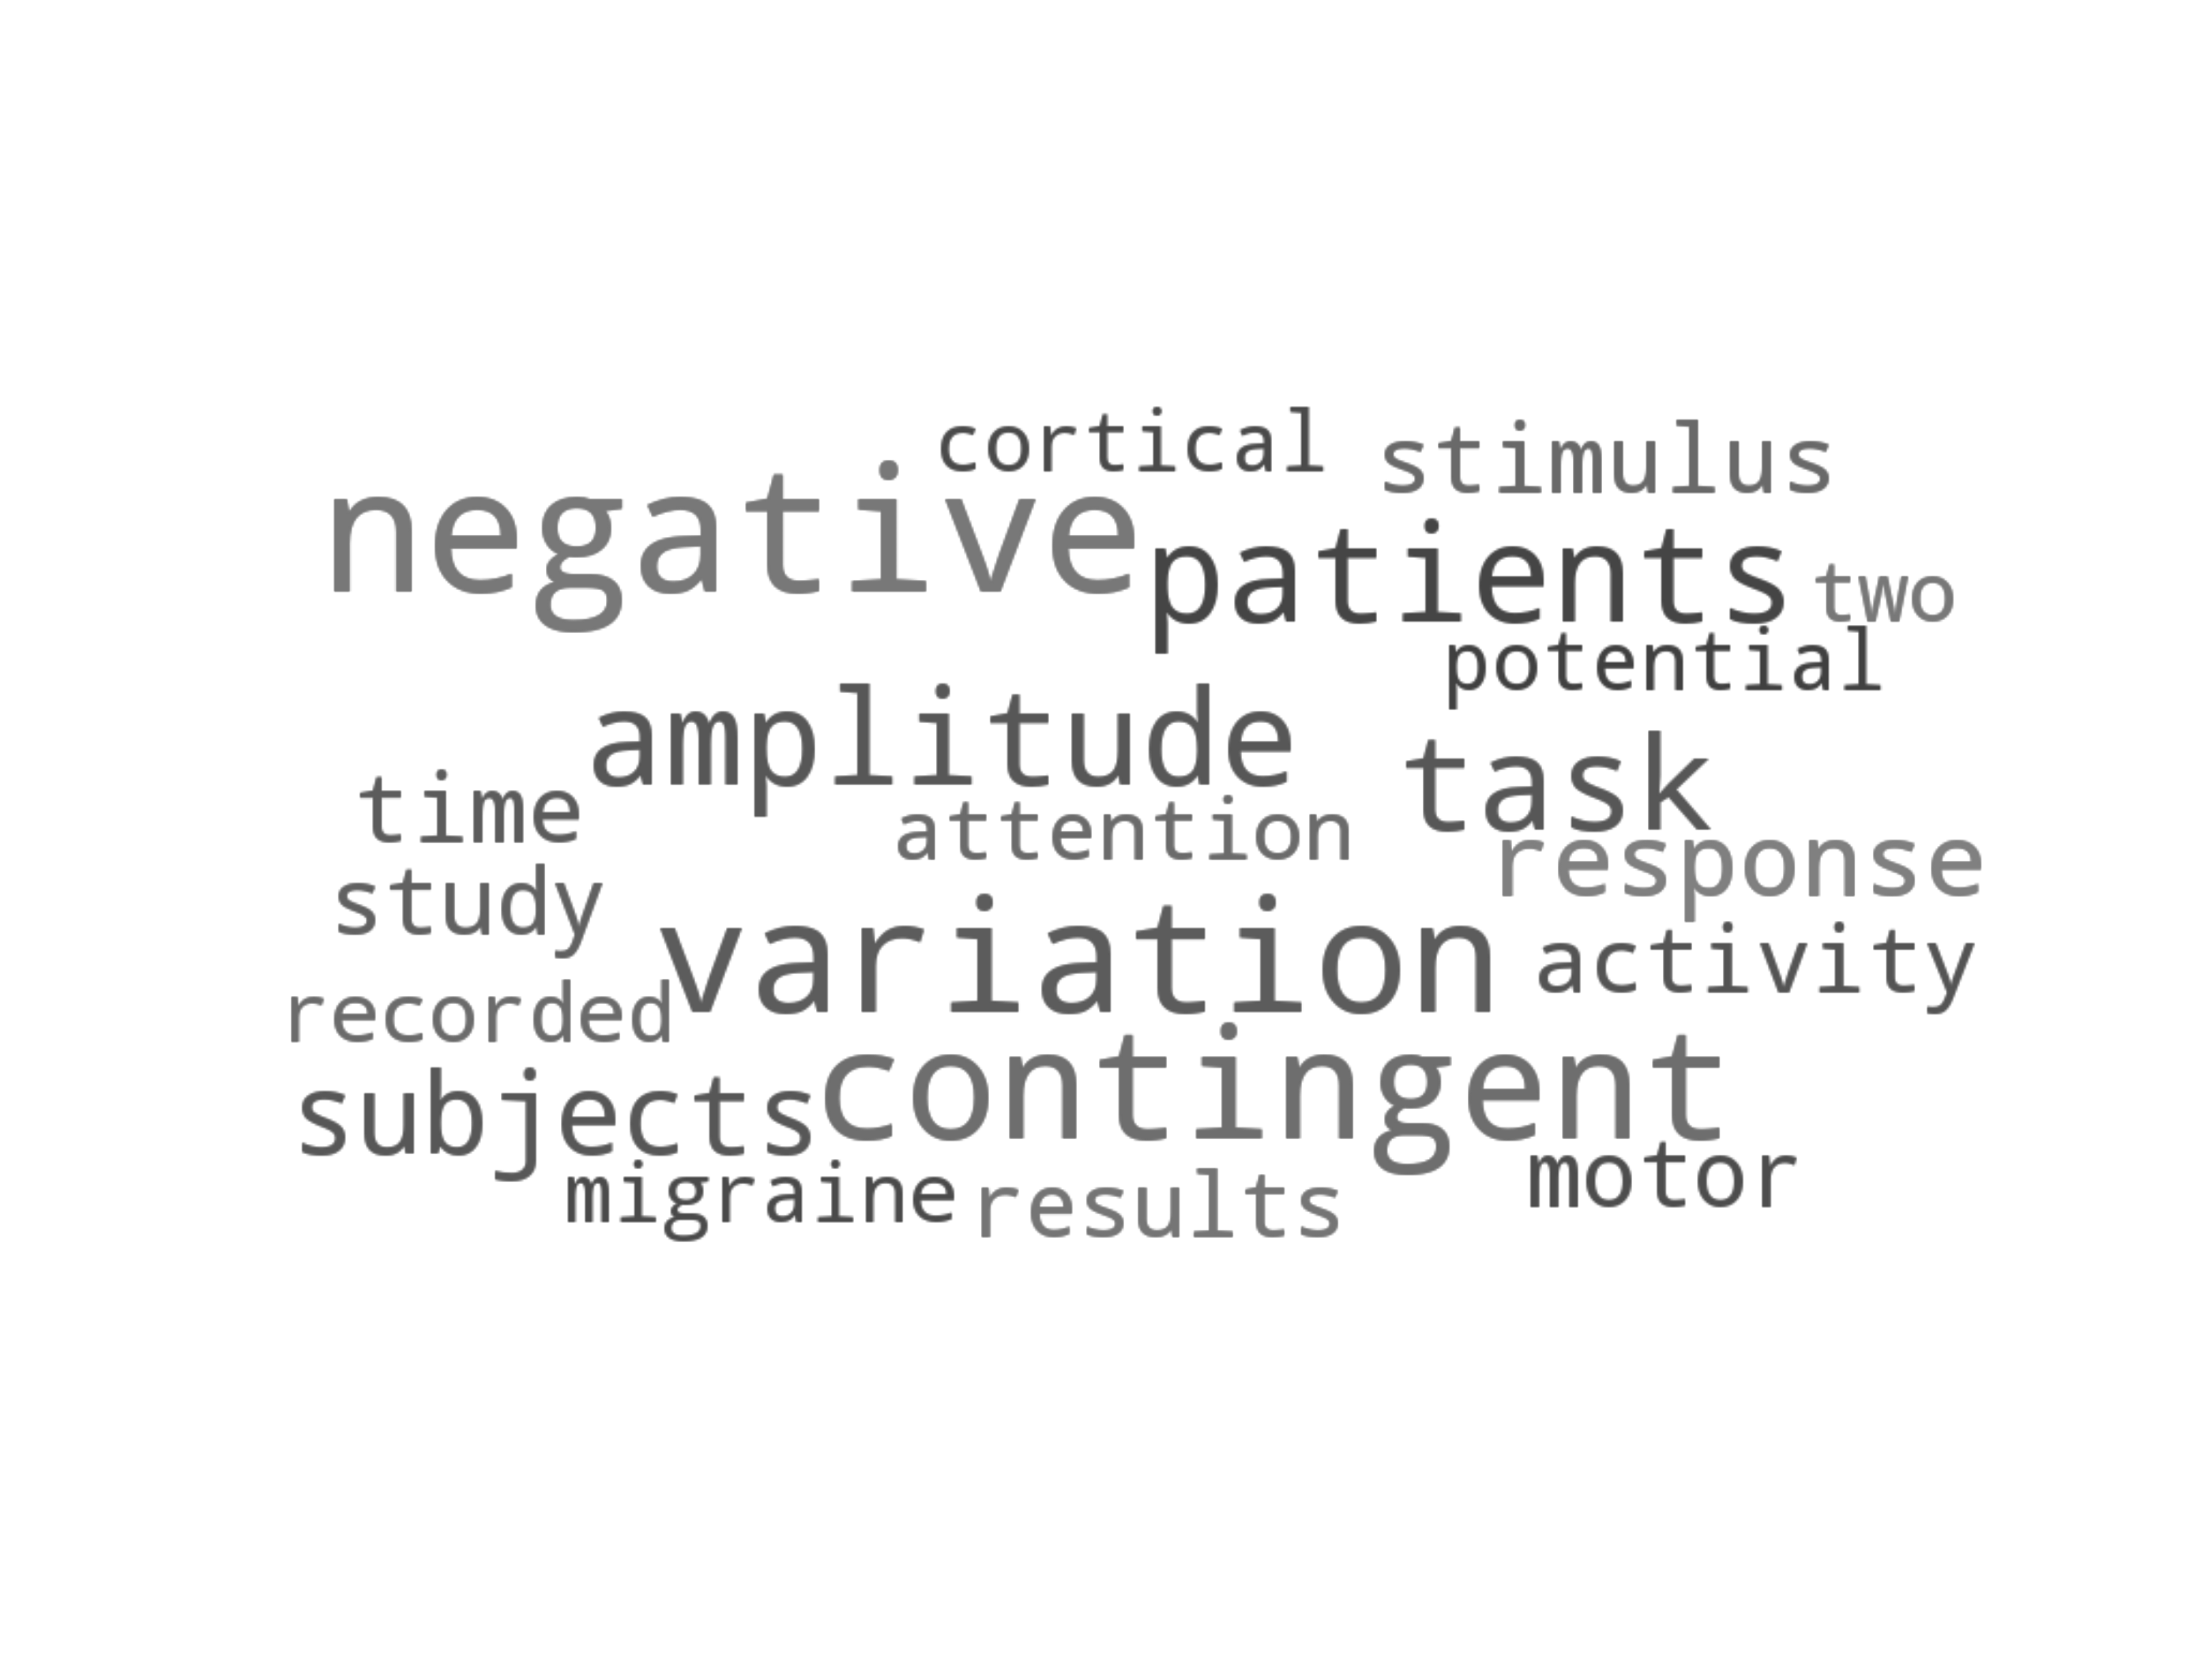 cortical stimulus
negative patients two
potential
amplitude task
time attention response
study variation activity
recorded
subjects contingent
migraine results motor